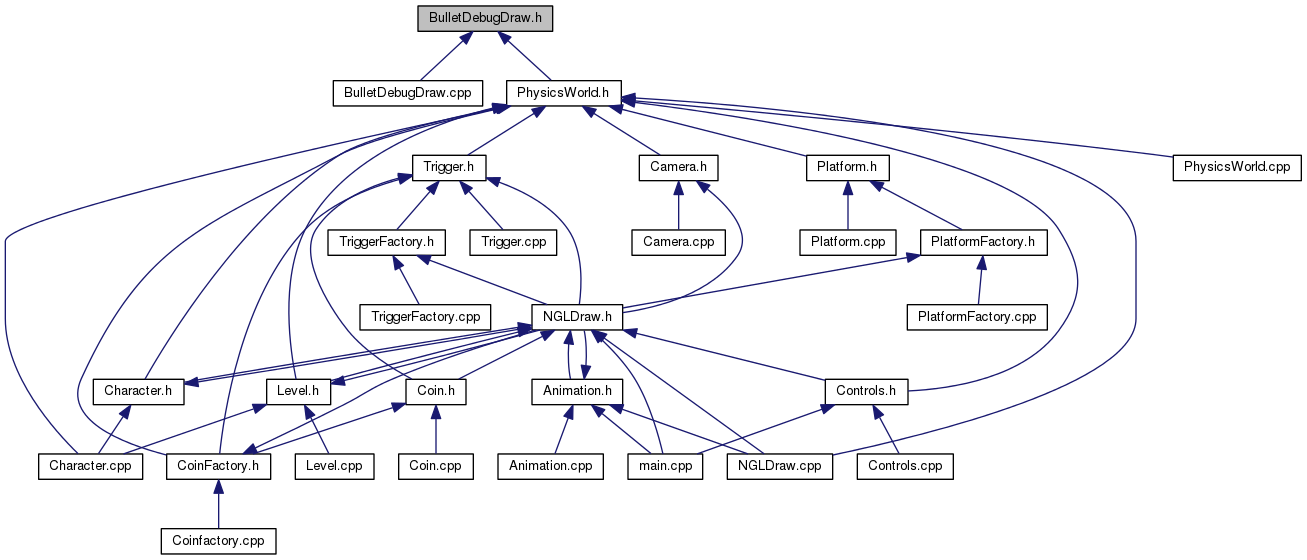 BulletDebugDraw.h
BulletDebugDraw.cpp
PhysicsWorld.h
Trigger.h
Camera.h
Platform.h
PhysicsWorld.cpp
TriggerFactory.h
Trigger.cpp
Camera.cpp
Platform.cpp
PlatformFactory.h
TriggerFactory.cpp
NGLDraw.h
PlatformFactory.cpp
Character.h
Level.h
Coin.h
Animation.h
Controls.h
Character.cpp
CoinFactory.h
Level.cpp
Coin.cpp
Animation.cpp
main.cpp
NGLDraw.cpp
Controls.cpp
Coinfactory.cpp